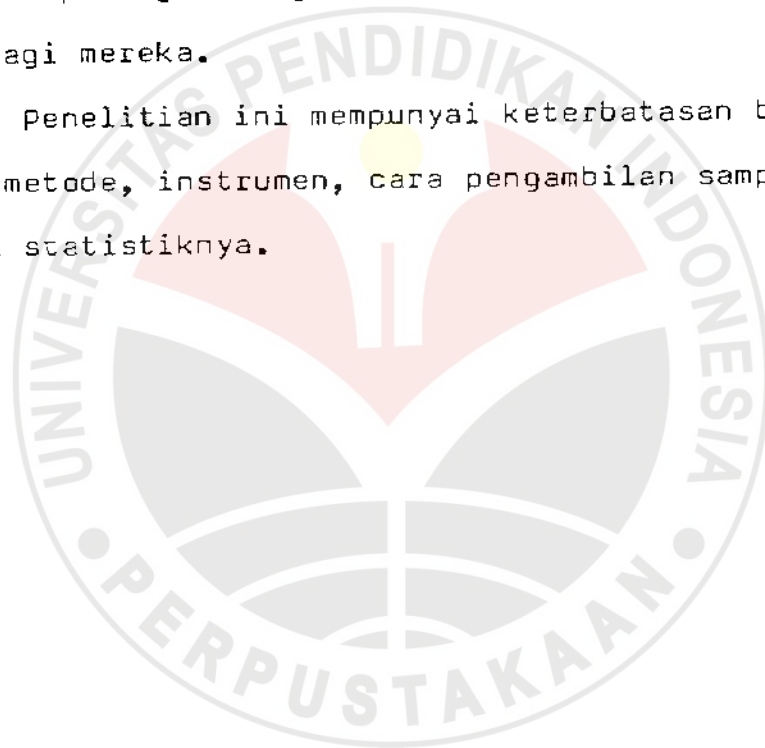 agi mereka.
Penelitian ini mempunyai keterbatasan b
metode, instrumen, cara pengambilan samp
statistiknya.
UNIVERSITAS PENDIDIKAN INDONESIA
PERPUSTAKAAN